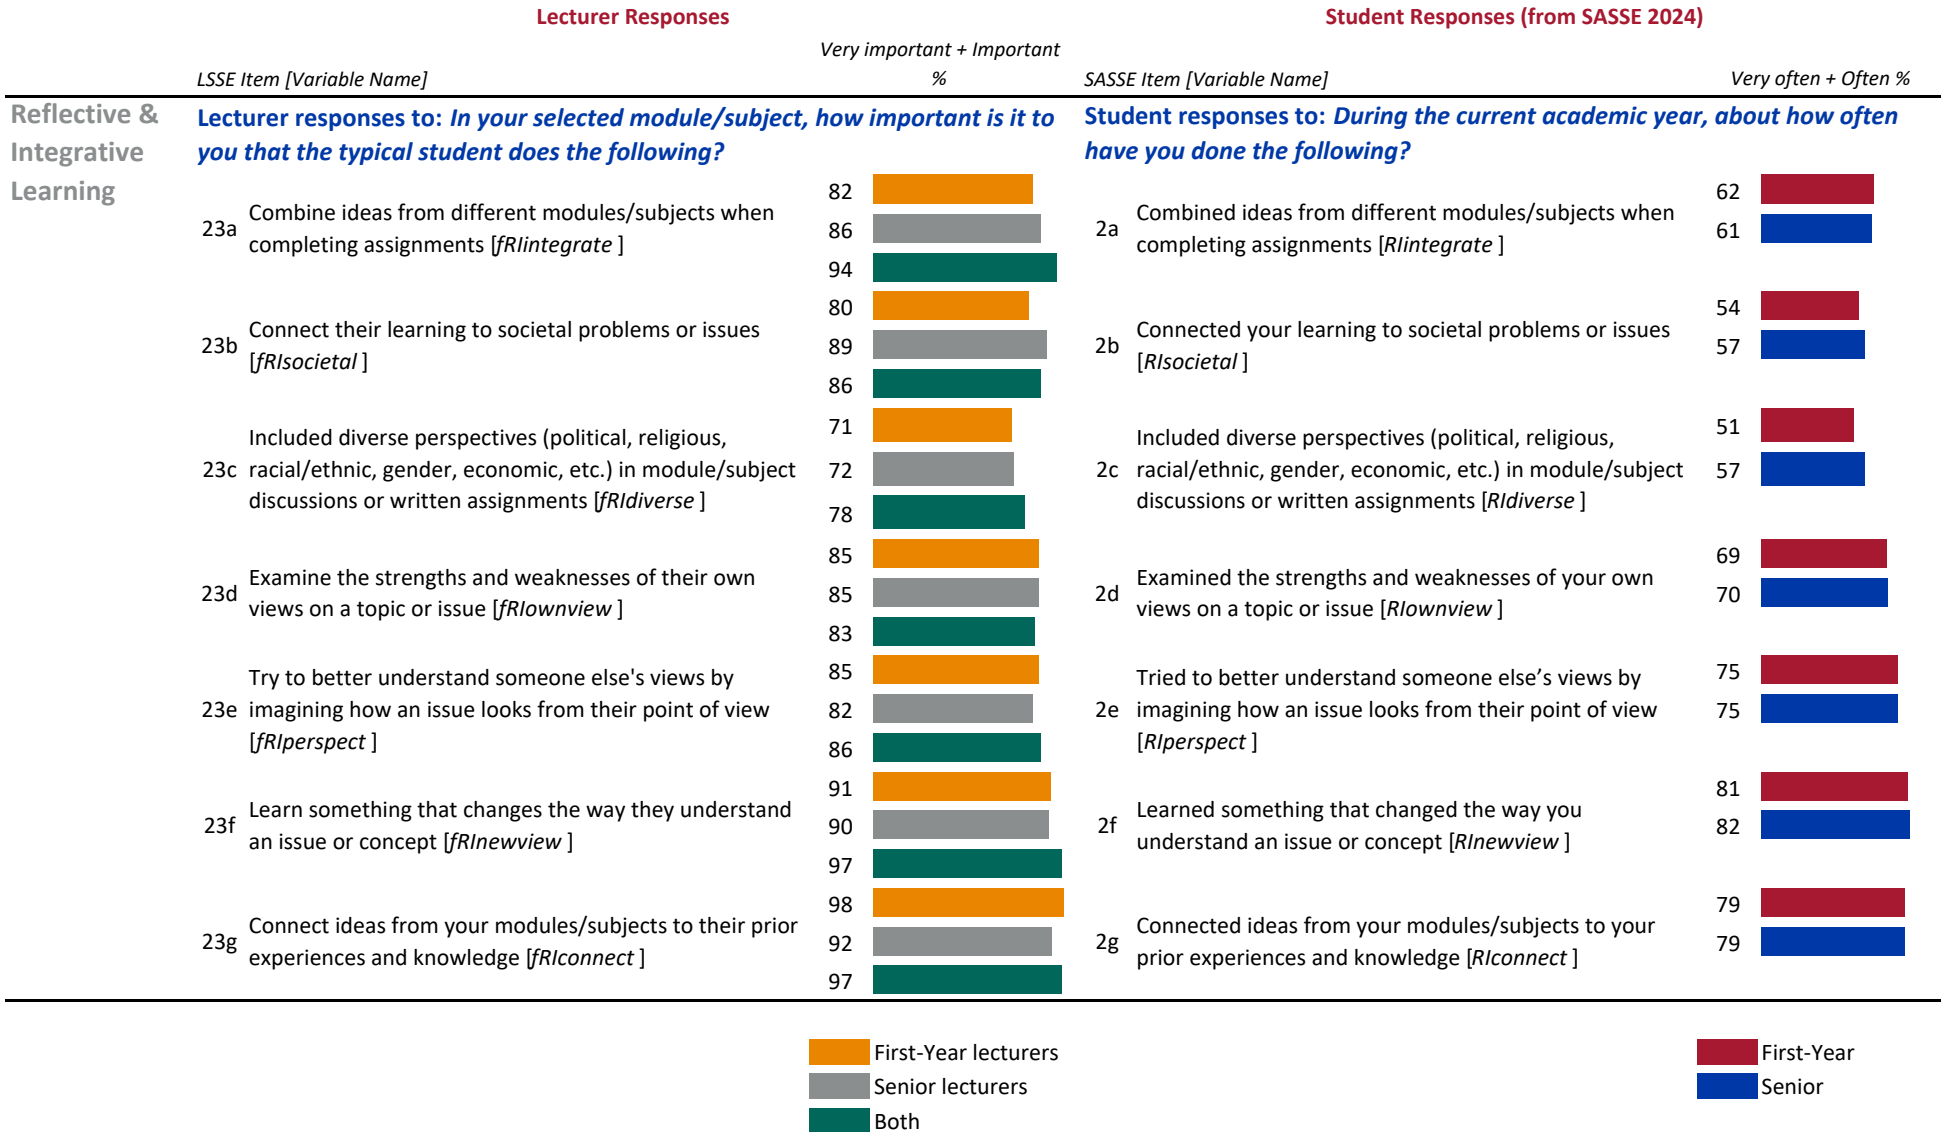 Lecturer Responses
Student Responses (from SASSE 2024)
Very important + Important
%
LSSE Item [Variable Name]
SASSE Item [Variable Name]
Very often + Often %
Reflective &
Integrative
Learning
Lecturer responses to: In your selected module/subject, how important is it to
you that the typical student does the following?
Student responses to: During the current academic year, about how often
have you done the following?
23a
Combine ideas from different modules/subjects when
completing assignments [fRIintegrate ]
82
86
94
2a
Combined ideas from different modules/subjects when
completing assignments [RIintegrate ]
62
61
23b
Connect their learning to societal problems or issues
[fRIsocietal ]
80
89
86
2b
Connected your learning to societal problems or issues
[RIsocietal ]
54
57
23c
Included diverse perspectives (political, religious,
racial/ethnic, gender, economic, etc.) in module/subject
discussions or written assignments [fRIdiverse ]
71
72
78
2c
Included diverse perspectives (political, religious,
racial/ethnic, gender, economic, etc.) in module/subject
discussions or written assignments [RIdiverse ]
51
57
23d
Examine the strengths and weaknesses of their own
views on a topic or issue [fRIownview ]
85
85
83
2d
Examined the strengths and weaknesses of your own
views on a topic or issue [RIownview ]
69
70
23e
Try to better understand someone else's views by
imagining how an issue looks from their point of view
[fRIperspect ]
85
82
86
2e
Tried to better understand someone else’s views by
imagining how an issue looks from their point of view
[RIperspect ]
75
75
23f
Learn something that changes the way they understand
an issue or concept [fRInewview ]
91
90
97
2f
Learned something that changed the way you
understand an issue or concept [RInewview ]
81
82
23g
Connect ideas from your modules/subjects to their prior
experiences and knowledge [fRIconnect ]
98
92
97
2g
Connected ideas from your modules/subjects to your
prior experiences and knowledge [RIconnect ]
79
79
First-Year lecturers
Senior lecturers
Both
First-Year
Senior